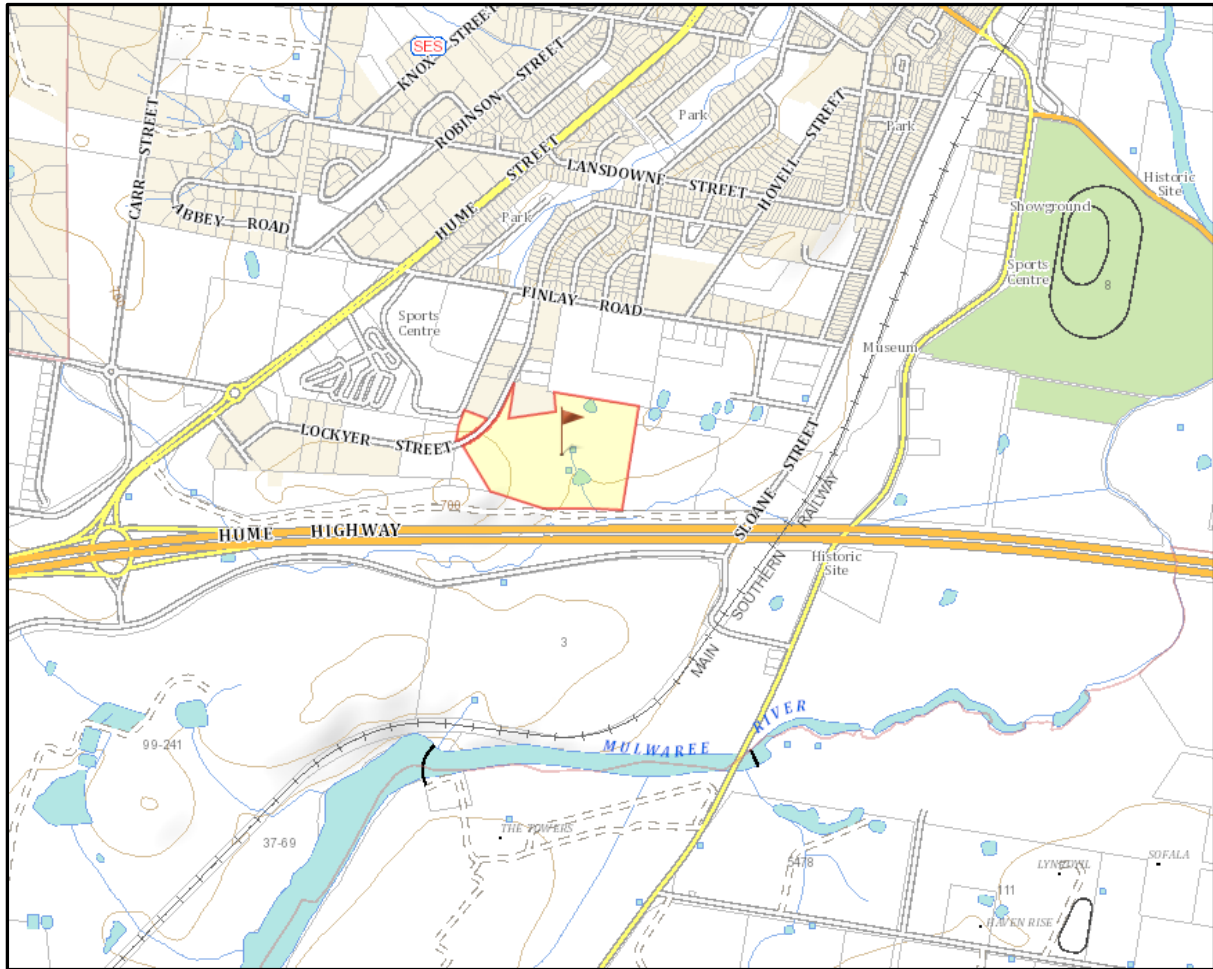 SES
KNOX STREET
ROBINSON STREET
CARR STREET
HUME STREET
Park
HOVELL STREET
Park
LANSDOWNE STREET
Historic
Site
Showground
ABBEY ROAD
Park
Sports
Centre
8
FINLAY ROAD
Sports
Centre
Museum
LOCKYER STREET
SLOANE STREET
700
HUME HIGHWAY
MAIN SOUTHERN RAILWAY
Historic
Site
3
MULWAREE RIVER
99-241
37-69
THE TOWERS
5478
SOFALA
111
HAVEN RISE